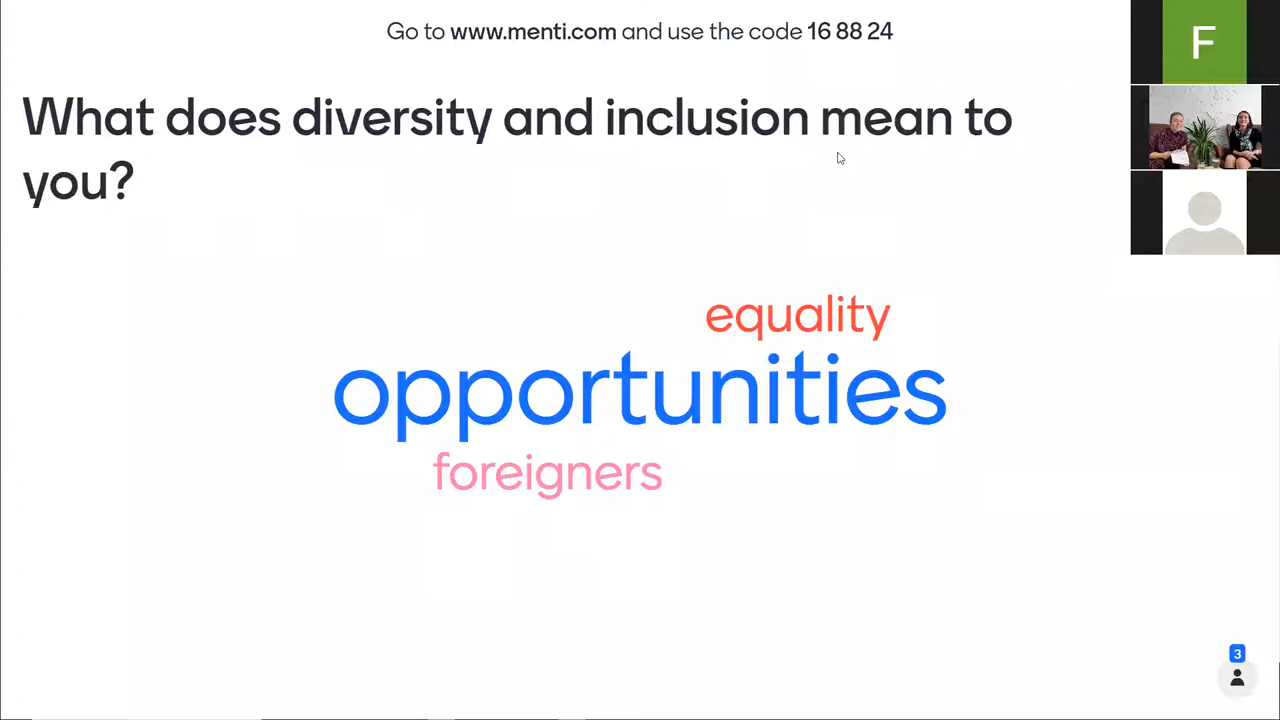 Go to www.menti.com and use the code 16 88 24
F
What does diversity and inclusion mean to
you?
equality
opportunities
foreigners
3